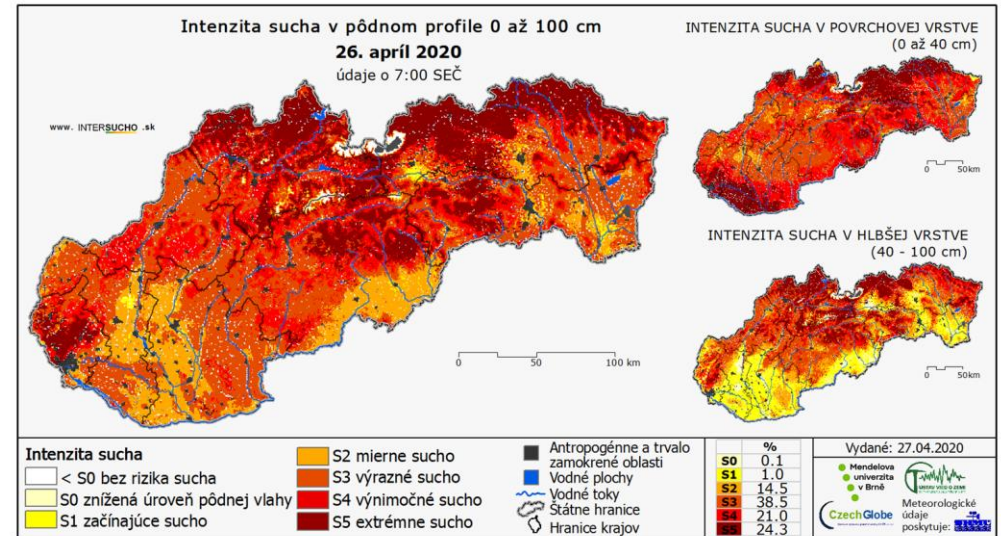 Intenzita sucha v pôdnom profile 0 až 100 cm
26. apríl 2020
údaje o 7:00 SEČ
www. INTERSUCHO .sk
0 50 100 km
INTENZITA SUCHA V POVRCHOVEJ VRSTVE
(0 až 40 cm)
0 50km
INTENZITA SUCHA V HLBŠEJ VRSTVE
(40 - 100 cm)
0 50km
Intenzita sucha
< S0 bez rizika sucha
S0 znížená úroveň pôdnej vlahy
S1 začínajúce sucho
S2 mierne sucho
S3 výrazné sucho
S4 výnimočné sucho
S5 extrémne sucho
Antropogénne a trvalo
zamokrené oblasti
Vodné plochy
Vodné toky
Štátne hranice
Hranice krajov
%
S0 0.1
S1 1.0
S2 14.5
S3 38.5
S4 21.0
S5 24.3
Vydané: 27.04.2020
Mendelova
univerzita
v Brně
CzechGlobe
Meteorologické
údaje
poskytuje: